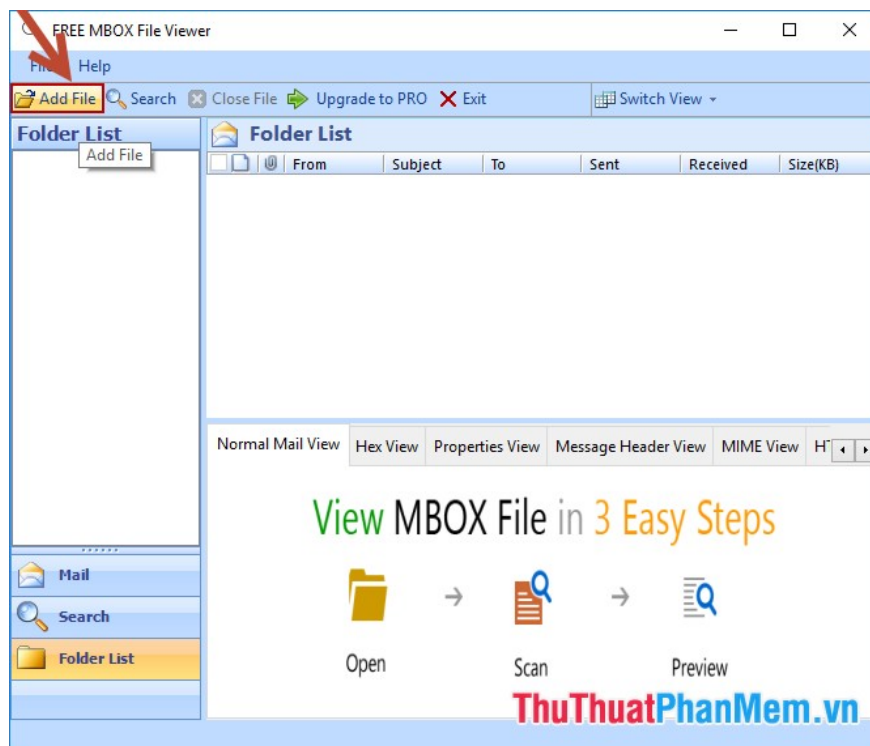 FREE MBOX File Viewer
File Help
Add File Search Close File Upgrade to PRO Exit Switch View
Folder List
Add File
Folder List
From Subject To Sent Received Size(KB)
Normal Mail View Hex View Properties View Message Header View MIME View
View MBOX File in 3 Easy Steps
Open Scan Preview
Mail
Search
Folder List
ThuThuatPhanMem.vn